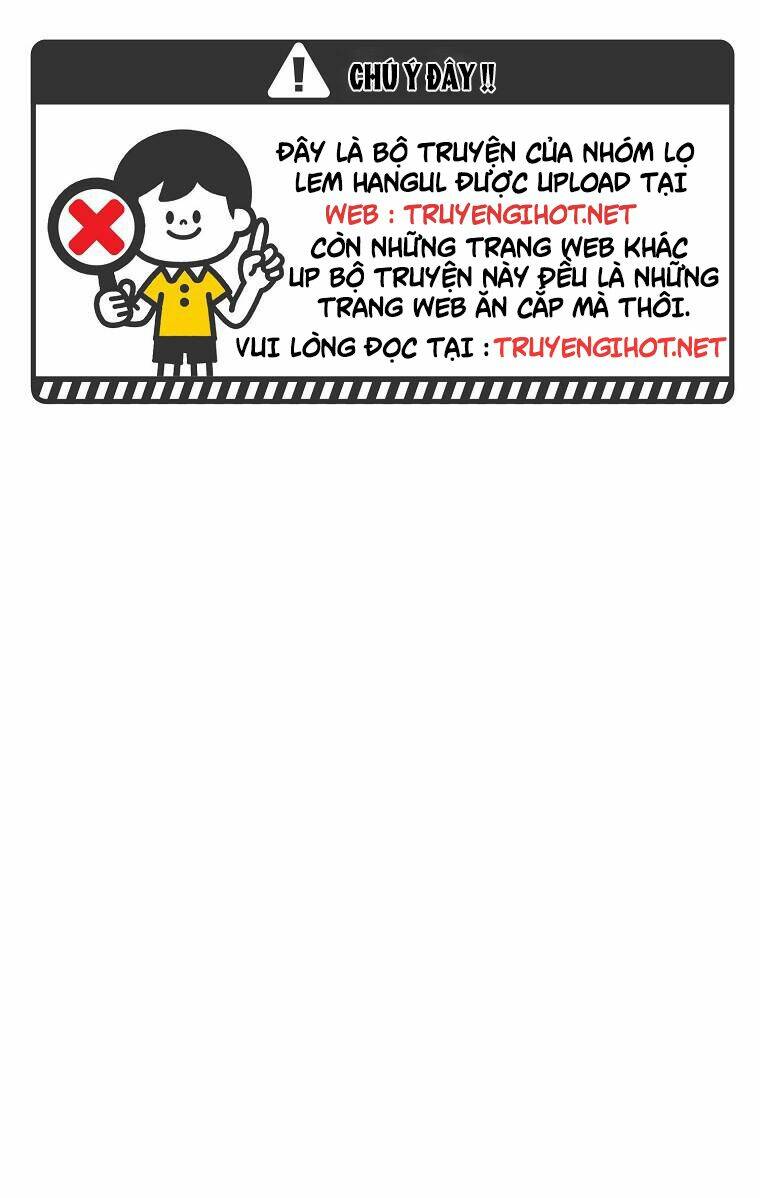 CHÚ Ý ĐÂY !!
ĐÂY LÀ BỘ TRUYỆN CỦA NHÓM LỌ
LEM HANGUL ĐƯỢC UPLOAD TẠI
WEB : TRUYENGIHOT.NET
CÒN NHỮNG TRANG WEB KHÁC
UP BỘ TRUYỆN NÀY ĐỀU LÀ NHỮNG
TRANG WEB ĂN CẮP MÀ THÔI.
VUI LÒNG ĐỌC TẠI : TRUYENGIHOT.NET